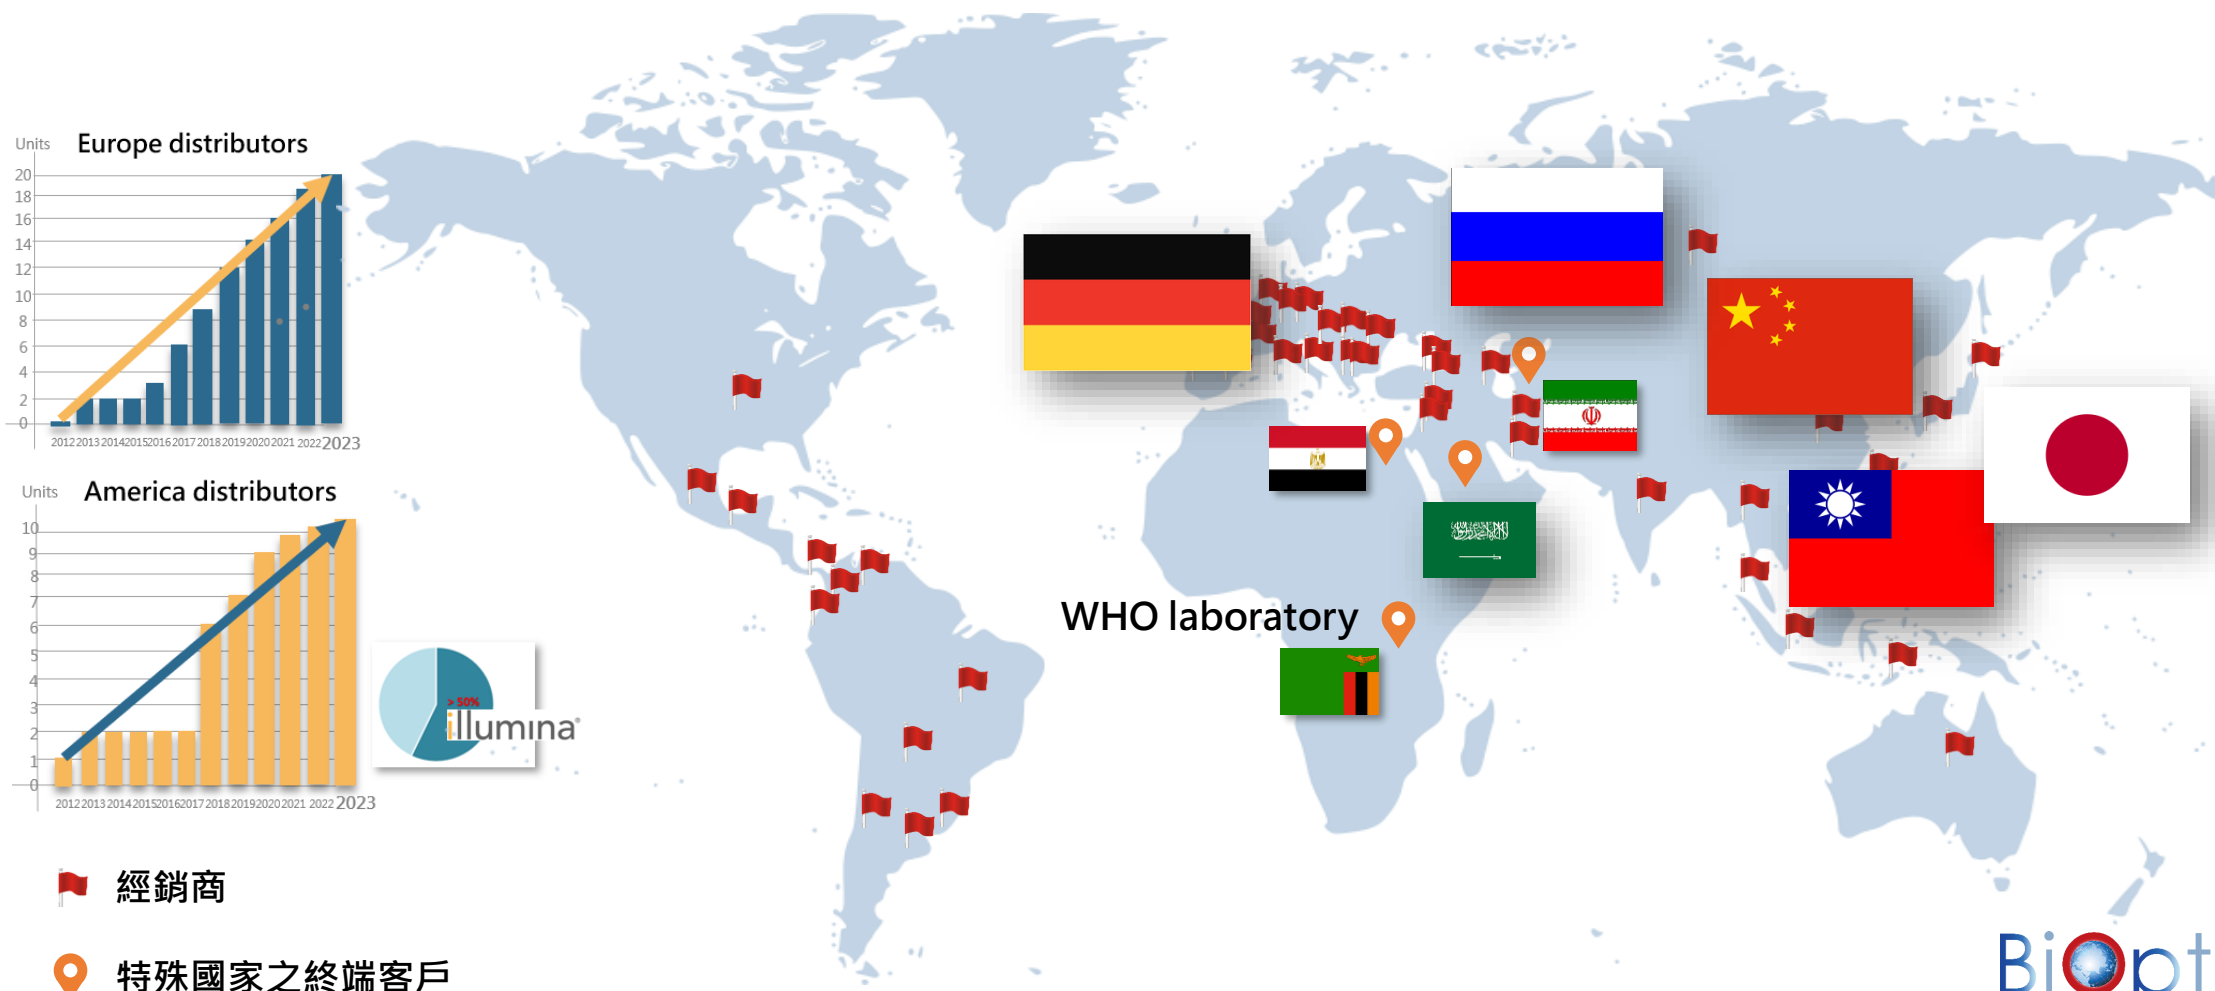 Units
Europe distributors
20
18
16
14
12
10
8
6
4
2
0
2012 2013 2014 2015 2016 2017 2018 2019 2020 2021 2022 2023
Units
America distributors
10
9
8
7
6
5
4
3
2
1
0
2012 2013 2014 2015 2016 2017 2018 2019 2020 2021 2022 2023
> 50%
illumina®
WHO laboratory
經銷商
特殊國家之終端客戶
BiOpt